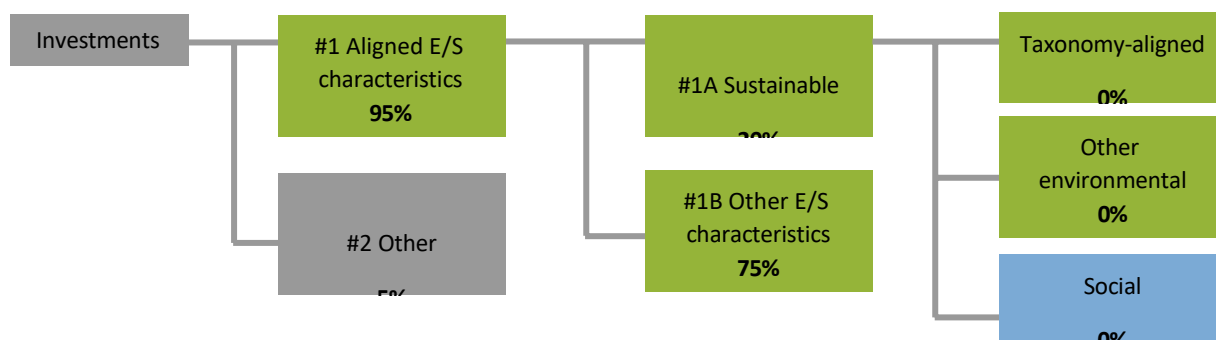 Investments
#1 Aligned E/S
characteristics
95%
#2 Other
5%
#1A Sustainable
#1B Other E/S
characteristics
75%
Taxonomy-aligned
0%
Other
environmental
0%
Social
0%